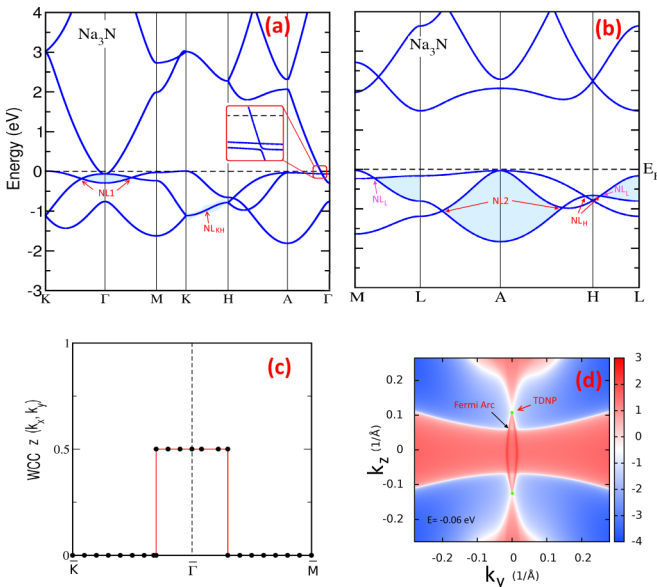 (a)
Na3N
Energy (eV)
4
3
2
1
0
-1
-2
-3
NL1
NLKH
K
Γ
M
K
H
A
Γ
(b)
Na3N
NLL
NL2
NLH
NLL
M
L
A
H
L
(c)
WCC z (kx, ky)
1
0.5
0
K̄
Γ̄
M̄
(d)
Fermi Arc
TDNP
E= -0.06 eV
kz (1/Å)
0.2
0.1
0
-0.1
-0.2
-0.2
-0.1
0
0.1
0.2
ky (1/Å)
3
2
1
0
-1
-2
-3
-4